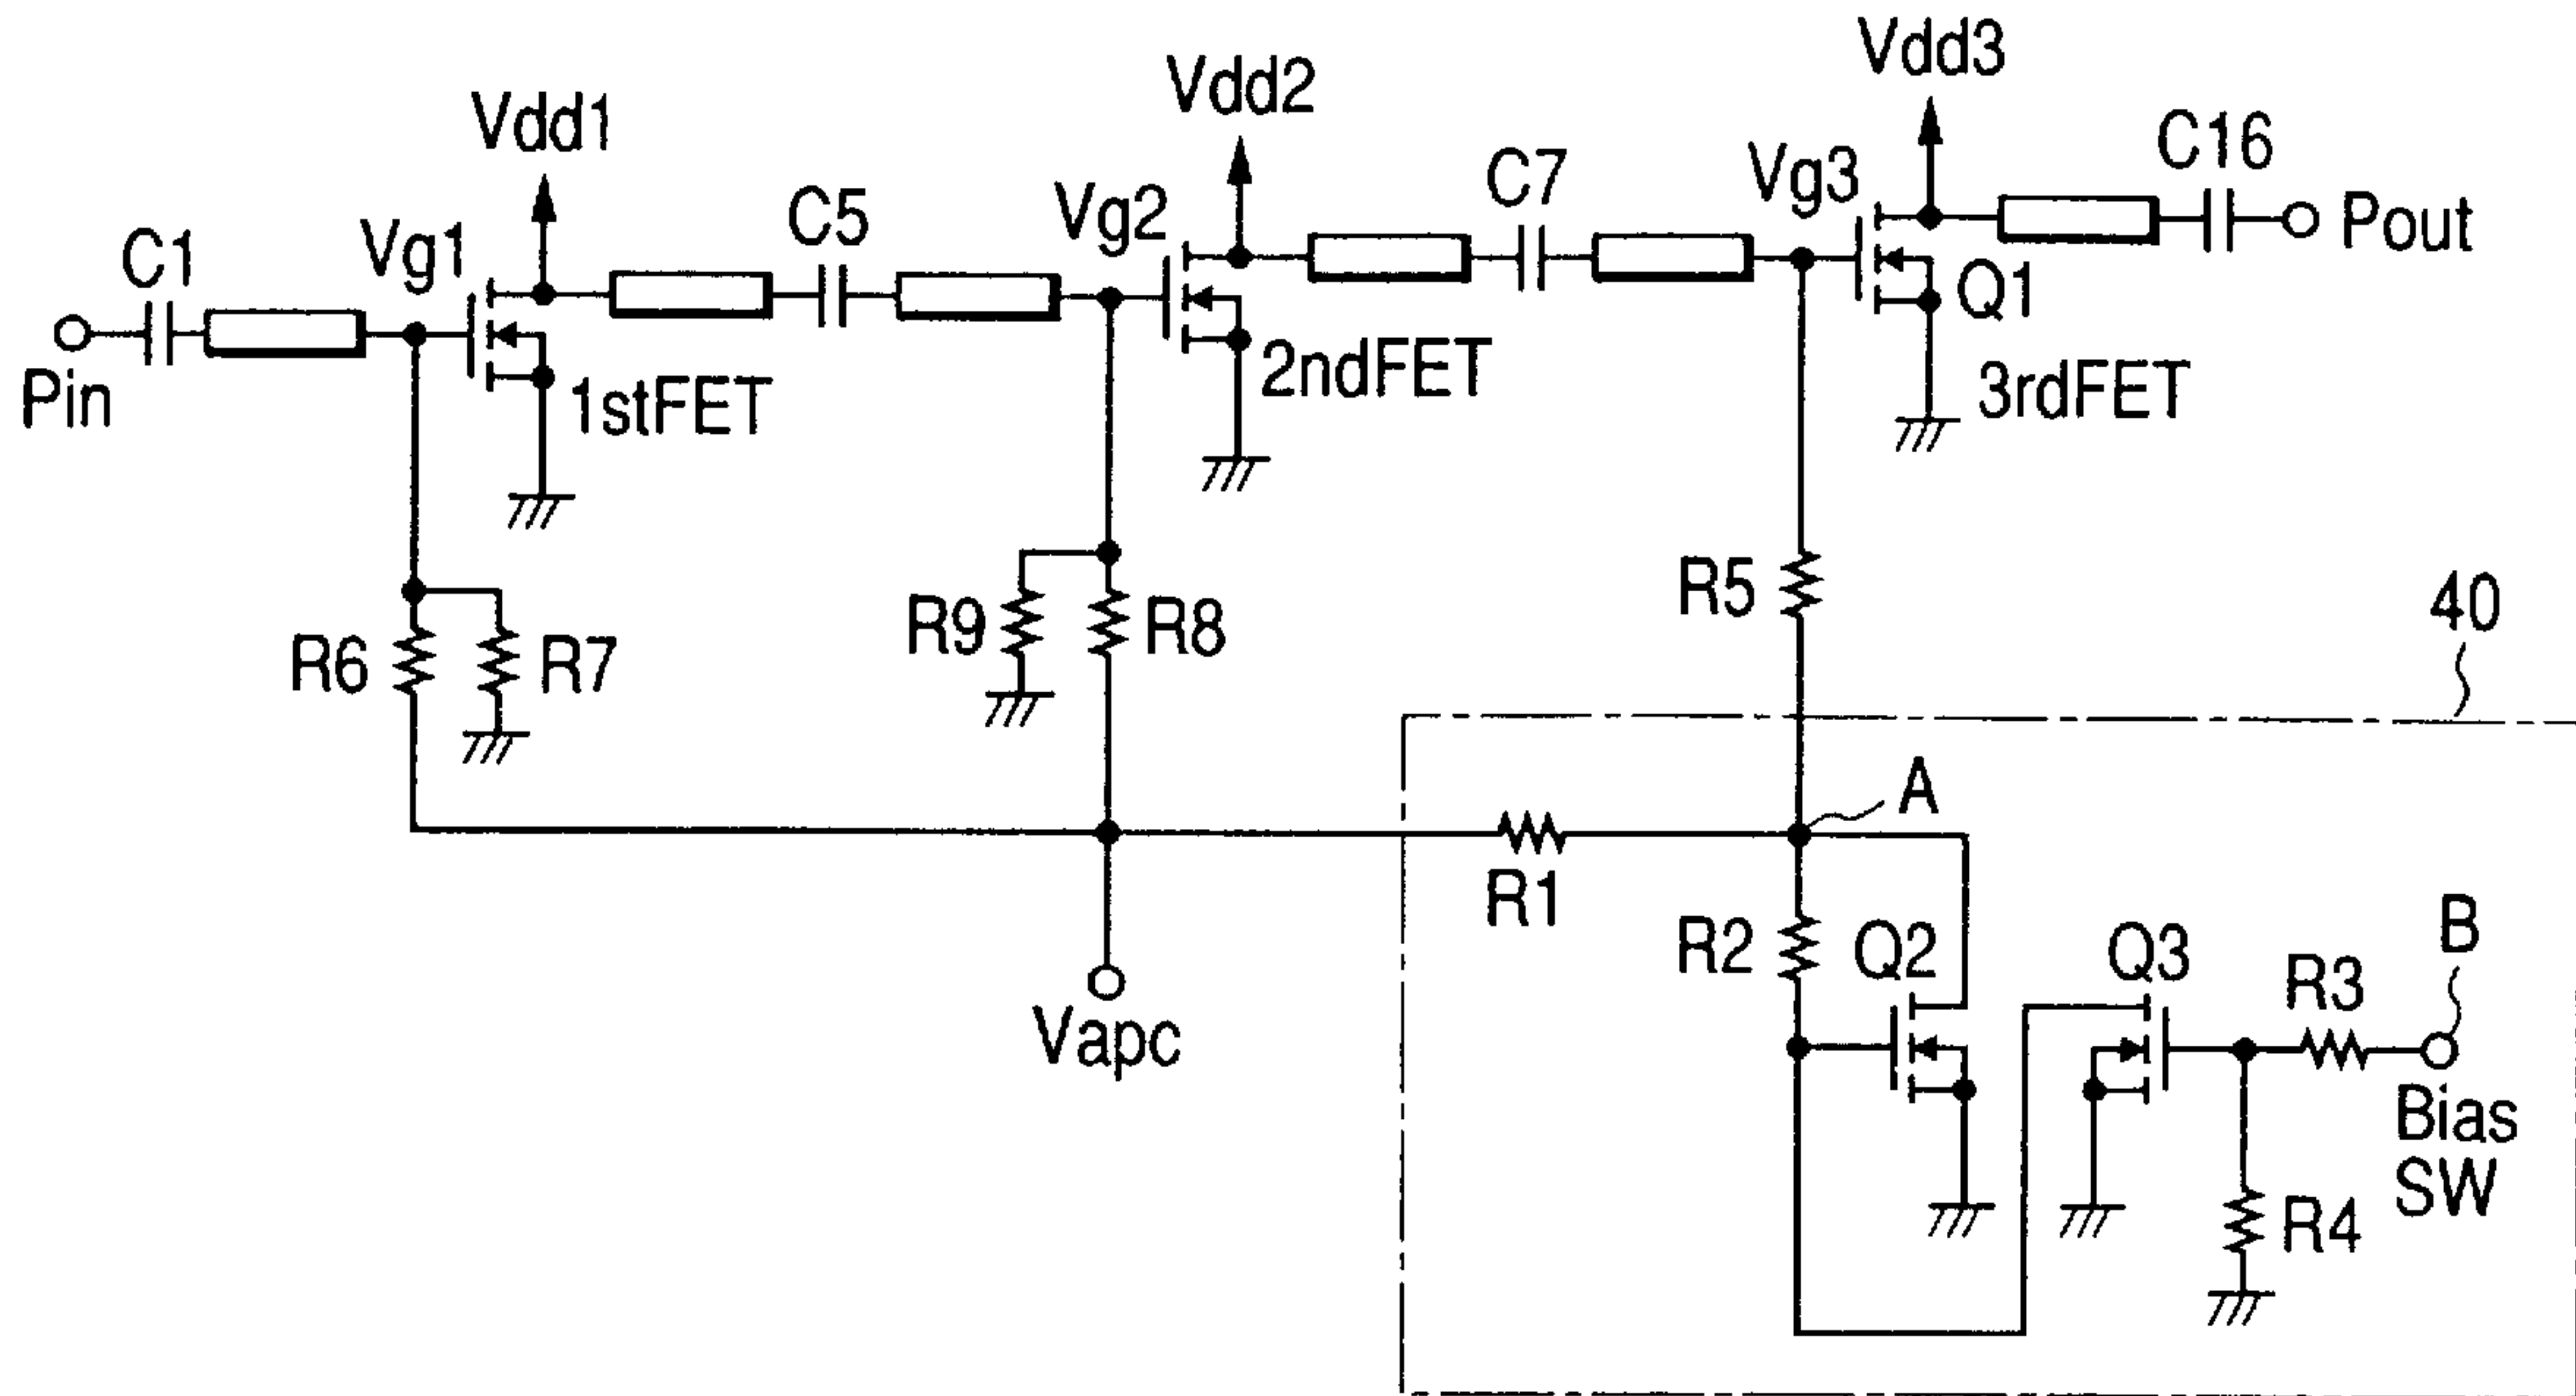 Vdd3
Vdd2
Vdd1
C16
C7
Vg3
C5
Vg2
Pout
Vg1
C1
Q1
Pin
1stFET
2ndFET
3rdFET
R5
40
R9
R8
R6
R7
A
R1
R2
Q2
Q3
R3
B
Vapc
Bias
SW
R4